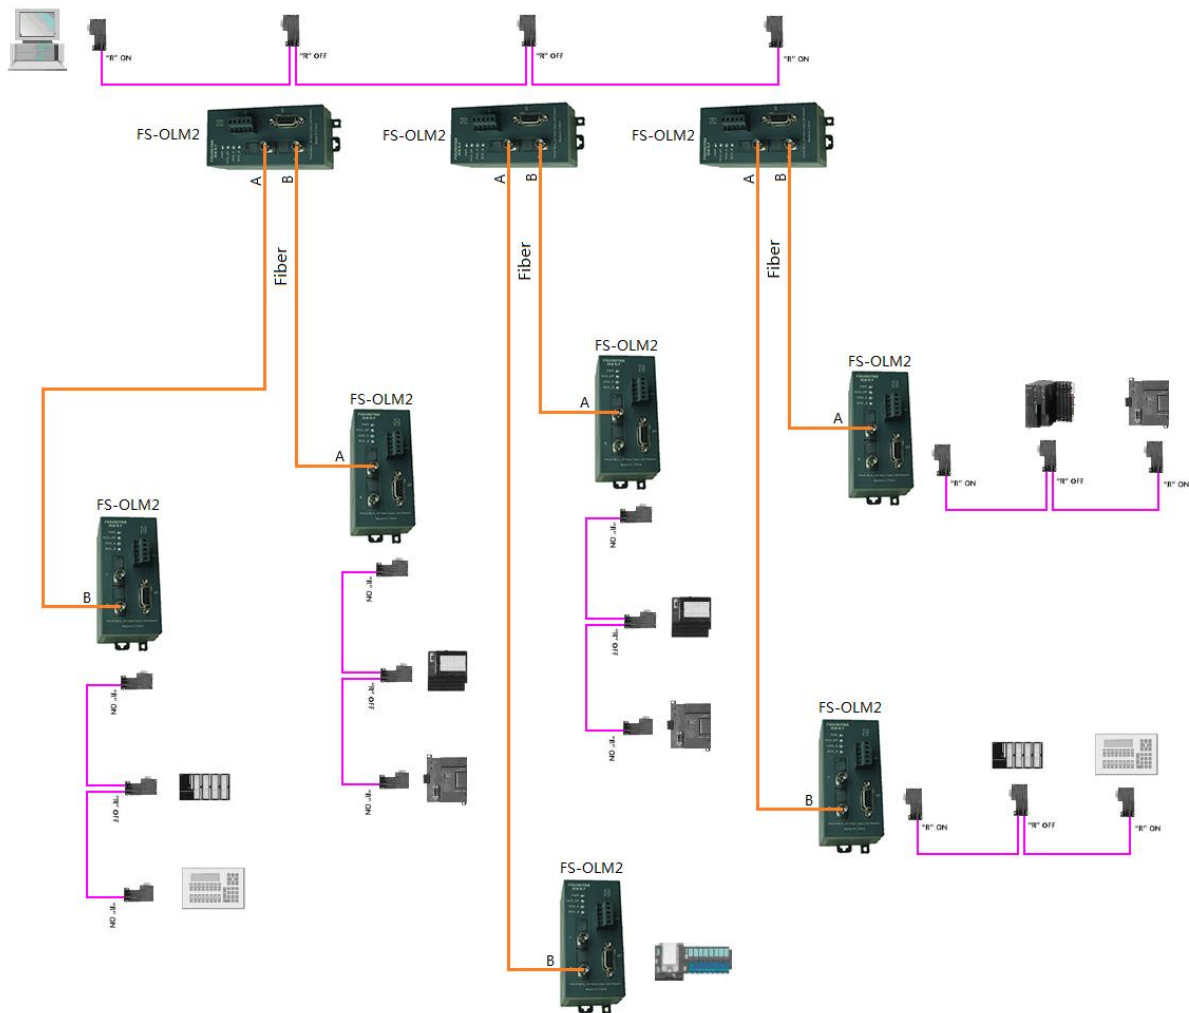 "R" ON
"R" OFF
"R" OFF
"R" ON
FS-OLM2
FS-OLM2
FS-OLM2
A
B
A
B
A
B
Fiber
Fiber
Fiber
FS-OLM2
FS-OLM2
FS-OLM2
A
A
A
"R" ON
"R" OFF
"R" ON
FS-OLM2
"R" ON
"R" OFF
"R" ON
B
"R" ON
"R" OFF
"R" ON
"R" ON
"R" OFF
"R" ON
FS-OLM2
B
"R" ON
"R" OFF
"R" ON
FS-OLM2
B